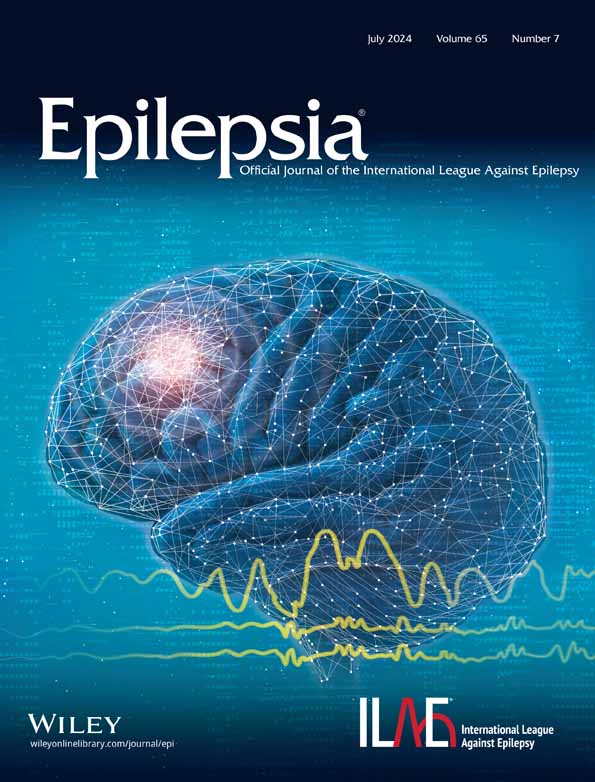 July 2024 Volume 65 Number 7
Epilepsia®
Official Journal of the International League Against Epilepsy
WILEY
wileyonlinelibrary.com/journal/epi
ILAE®
International League
Against Epilepsy